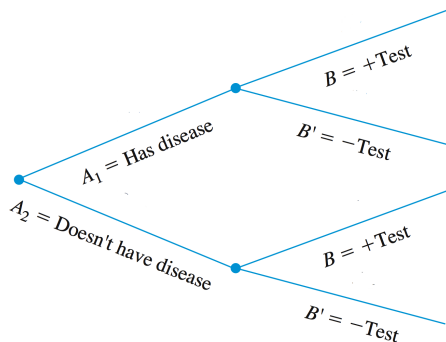 B = +Test
A₁ = Has disease
B' = −Test
A₂ = Doesn't have disease
B = +Test
B' = −Test